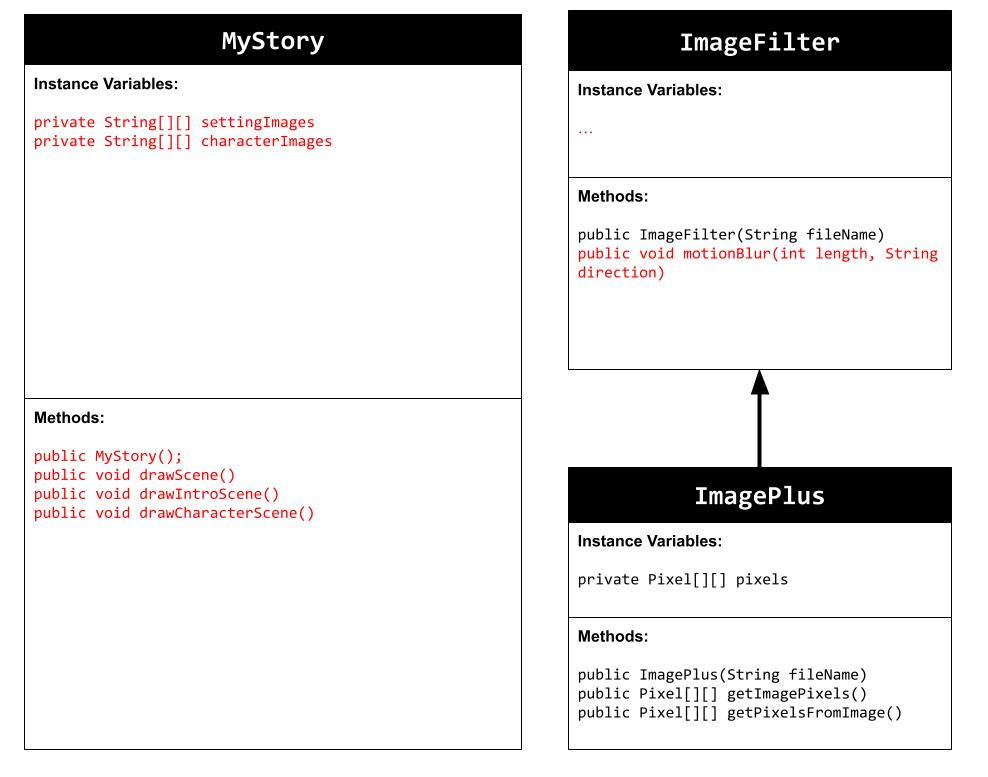 MyStory
Instance Variables:
private String[][] settingImages
private String[][] characterImages
Methods:
public MyStory();
public void drawScene()
public void drawIntroScene()
public void drawCharacterScene()
ImageFilter
Instance Variables:
...
Methods:
public ImageFilter(String fileName)
public void motionBlur(int length, String
direction)
ImagePlus
Instance Variables:
private Pixel[][] pixels
Methods:
public ImagePlus(String fileName)
public Pixel[][] getImagePixels()
public Pixel[][] getPixelsFromImage()